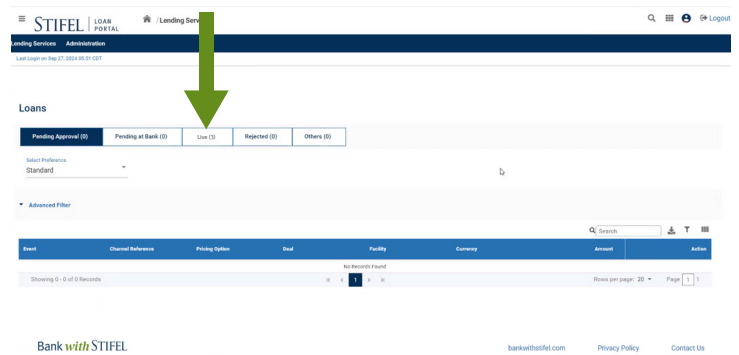 STIFEL | LOAN PORTAL / Lending Serv Logout
ending Services Administration
Last Login on Sep 27, 2024 05:51 CDT
Loans
Pending Approval (0) Pending at Bank (0) Live (3) Rejected (0) Others (0)
Select Preference
Standard
Advanced Filter
Search
Event Channel Reference Pricing Option Deal Facility Currency Amount Action
No Records Found
Showing 0 - 0 of 0 Records 1 Rows per page: 20 Page 1 1
Bank with STIFEL bankwithstifel.com Privacy Policy Contact Us